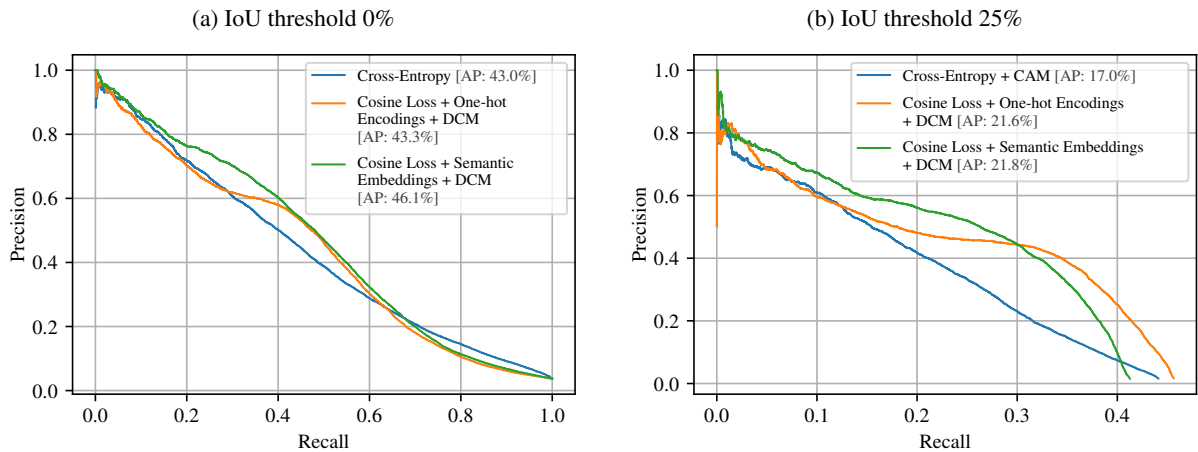 (a) IoU threshold 0%
1.0
0.8
0.6
0.4
0.2
0.0
Precision
0.0 0.2 0.4 0.6 0.8 1.0
Recall
Cross-Entropy [AP: 43.0%]
Cosine Loss + One-hot
Encodings + DCM
[AP: 43.3%]
Cosine Loss + Semantic
Embeddings + DCM
[AP: 46.1%]
(b) IoU threshold 25%
1.0
0.8
0.6
0.4
0.2
0.0
Precision
0.0 0.1 0.2 0.3 0.4
Recall
Cross-Entropy + CAM [AP: 17.0%]
Cosine Loss + One-hot Encodings
+ DCM [AP: 21.6%]
Cosine Loss + Semantic Embeddings
+ DCM [AP: 21.8%]